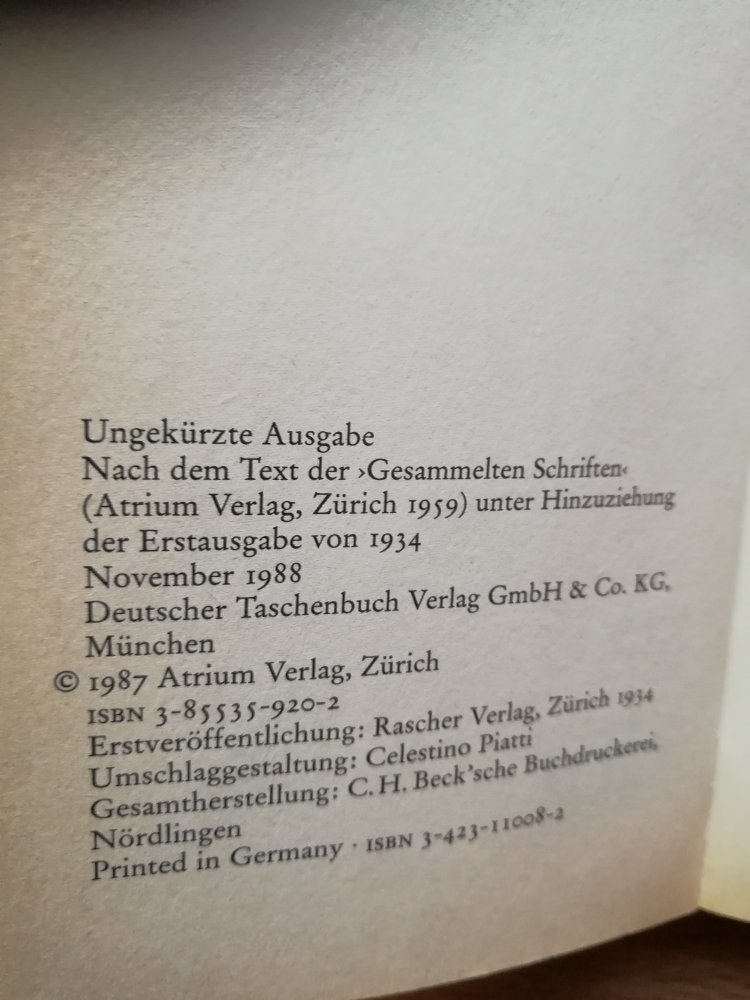 Ungekürzte Ausgabe
Nach dem Text der ›Gesammelten Schriften‹
(Atrium Verlag, Zürich 1959) unter Hinzuziehung
der Erstausgabe von 1934
November 1988
Deutscher Taschenbuch Verlag GmbH & Co. KG,
München
© 1987 Atrium Verlag, Zürich
ISBN 3-85535-920-2
Erstveröffentlichung: Rascher Verlag, Zürich 1934
Umschlaggestaltung: Celestino Piatti
Gesamtherstellung: C. H. Beck'sche Buchdruckerei,
Nördlingen
Printed in Germany · ISBN 3-423-11008-2